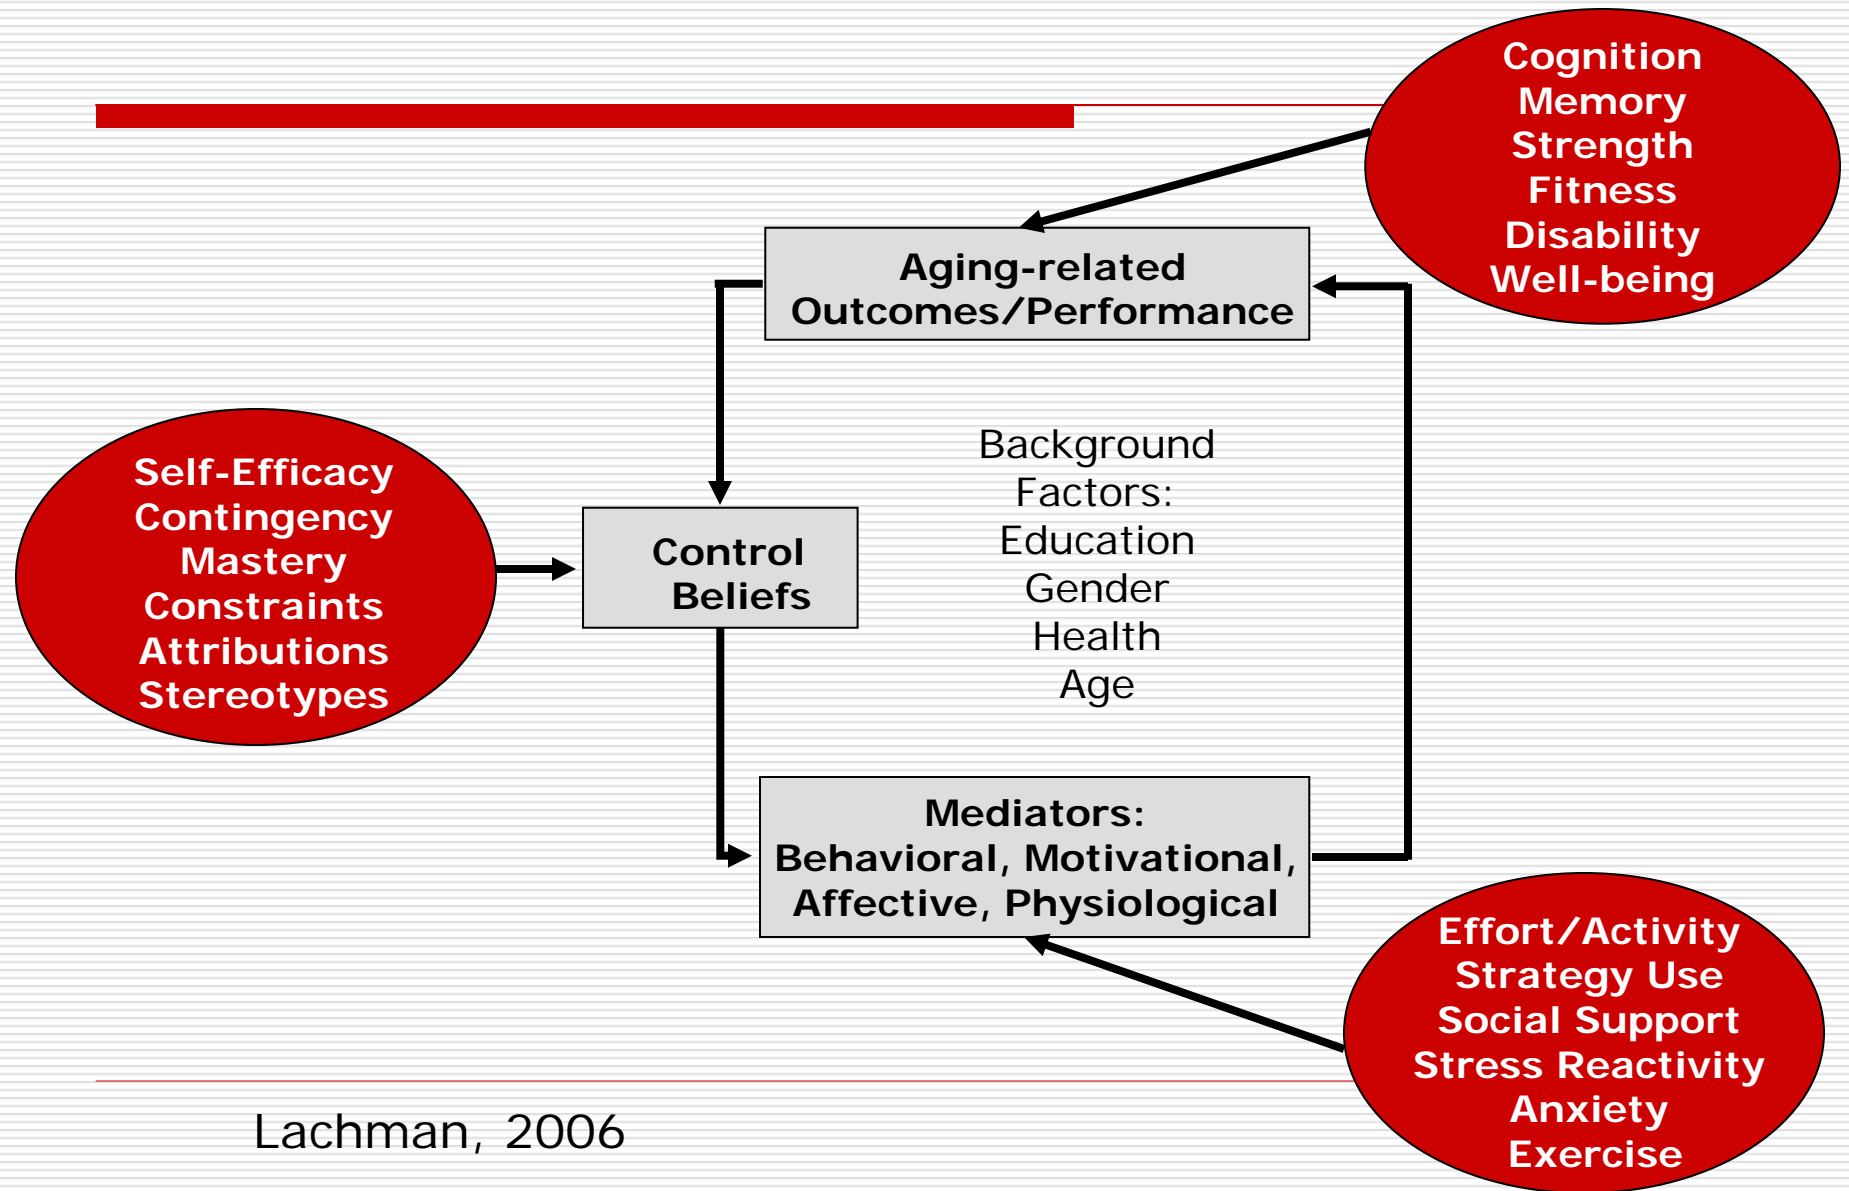 Cognition
Memory
Strength
Fitness
Disability
Well-being
Aging-related
Outcomes/Performance
Self-Efficacy
Contingency
Mastery
Constraints
Attributions
Stereotypes
Control
Beliefs
Background
Factors:
Education
Gender
Health
Age
Mediators:
Behavioral, Motivational,
Affective, Physiological
Effort/Activity
Strategy Use
Social Support
Stress Reactivity
Anxiety
Exercise
Lachman, 2006